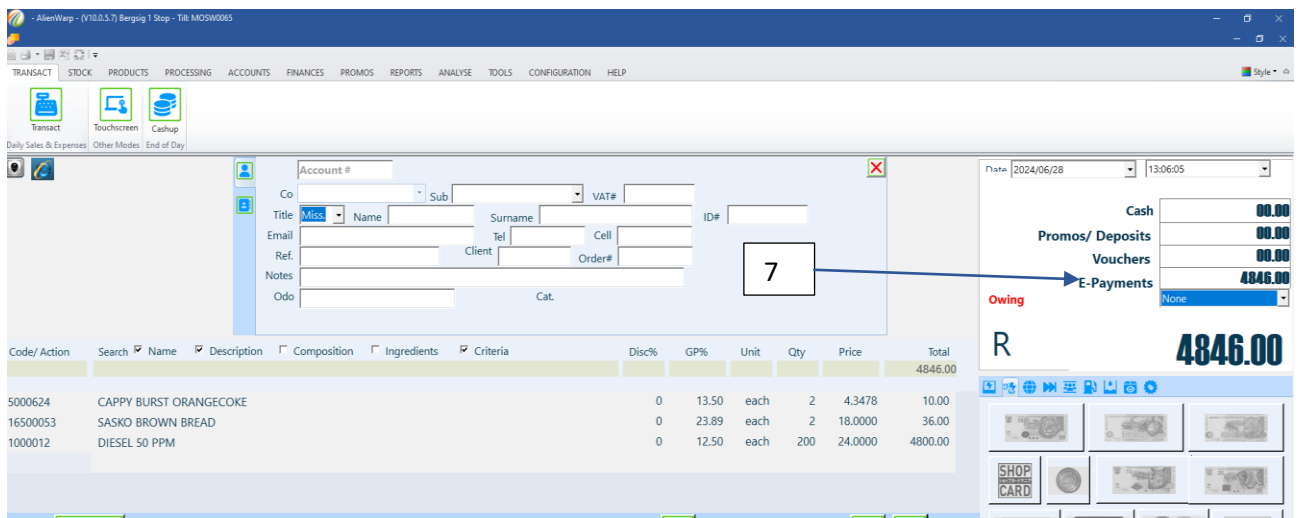 - AlienWarp - (V10.0.5.7) Bergsig 1 Stop - Till: MOSW0065
TRANSACT STOCK PRODUCTS PROCESSING ACCOUNTS FINANCES PROMOS REPORTS ANALYSE TOOLS CONFIGURATION HELP Style
Transact Touchscreen Cashup
Daily Sales & Expenses Other Modes End of Day
Account #
Date 2024/06/28 13:06:05
Co Sub VAT#
Title Miss. Name Surname ID#
Cash 00.00
Email Tel Cell
Promos/ Deposits 00.00
Ref. Client Order#
Vouchers 00.00
Notes
7
E-Payments 4846.00
Odo Cat.
Owing None
R 4846.00
Code/ Action Search Name Description Composition Ingredients Criteria Disc% GP% Unit Qty Price Total
4846.00
5000624 CAPPY BURST ORANGECOKE 0 13.50 each 2 4.3478 10.00
16500053 SASKO BROWN BREAD 0 23.89 each 2 18.0000 36.00
1000012 DIESEL 50 PPM 0 12.50 each 200 24.0000 4800.00
SHOP
CARD